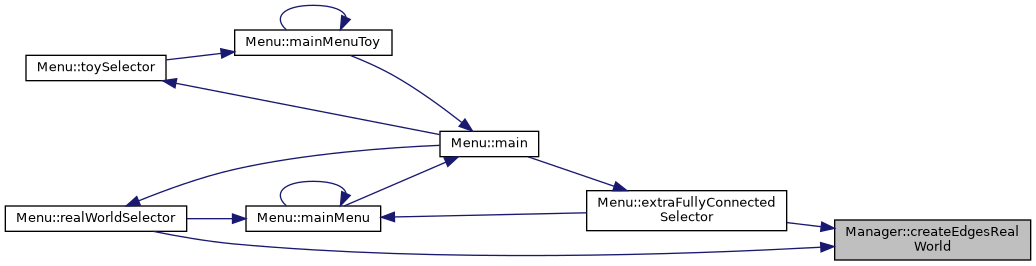 Menu::mainMenuToy
Menu::toySelector
Menu::main
Menu::extraFullyConnected
Selector
Menu::realWorldSelector
Menu::mainMenu
Manager::createEdgesReal
World